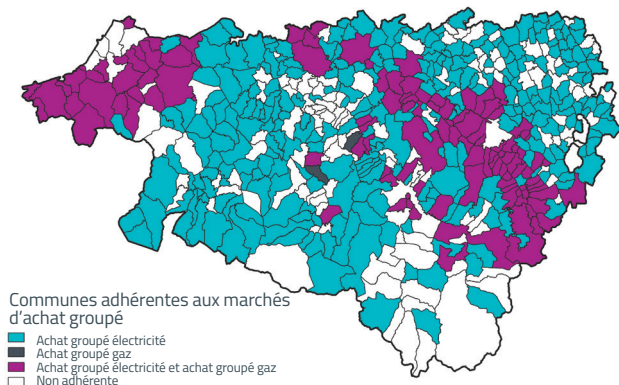 Communes adhérentes aux marchés
d'achat groupé
Achat groupé électricité
Achat groupé gaz
Achat groupé électricité et achat groupé gaz
Non adhérente